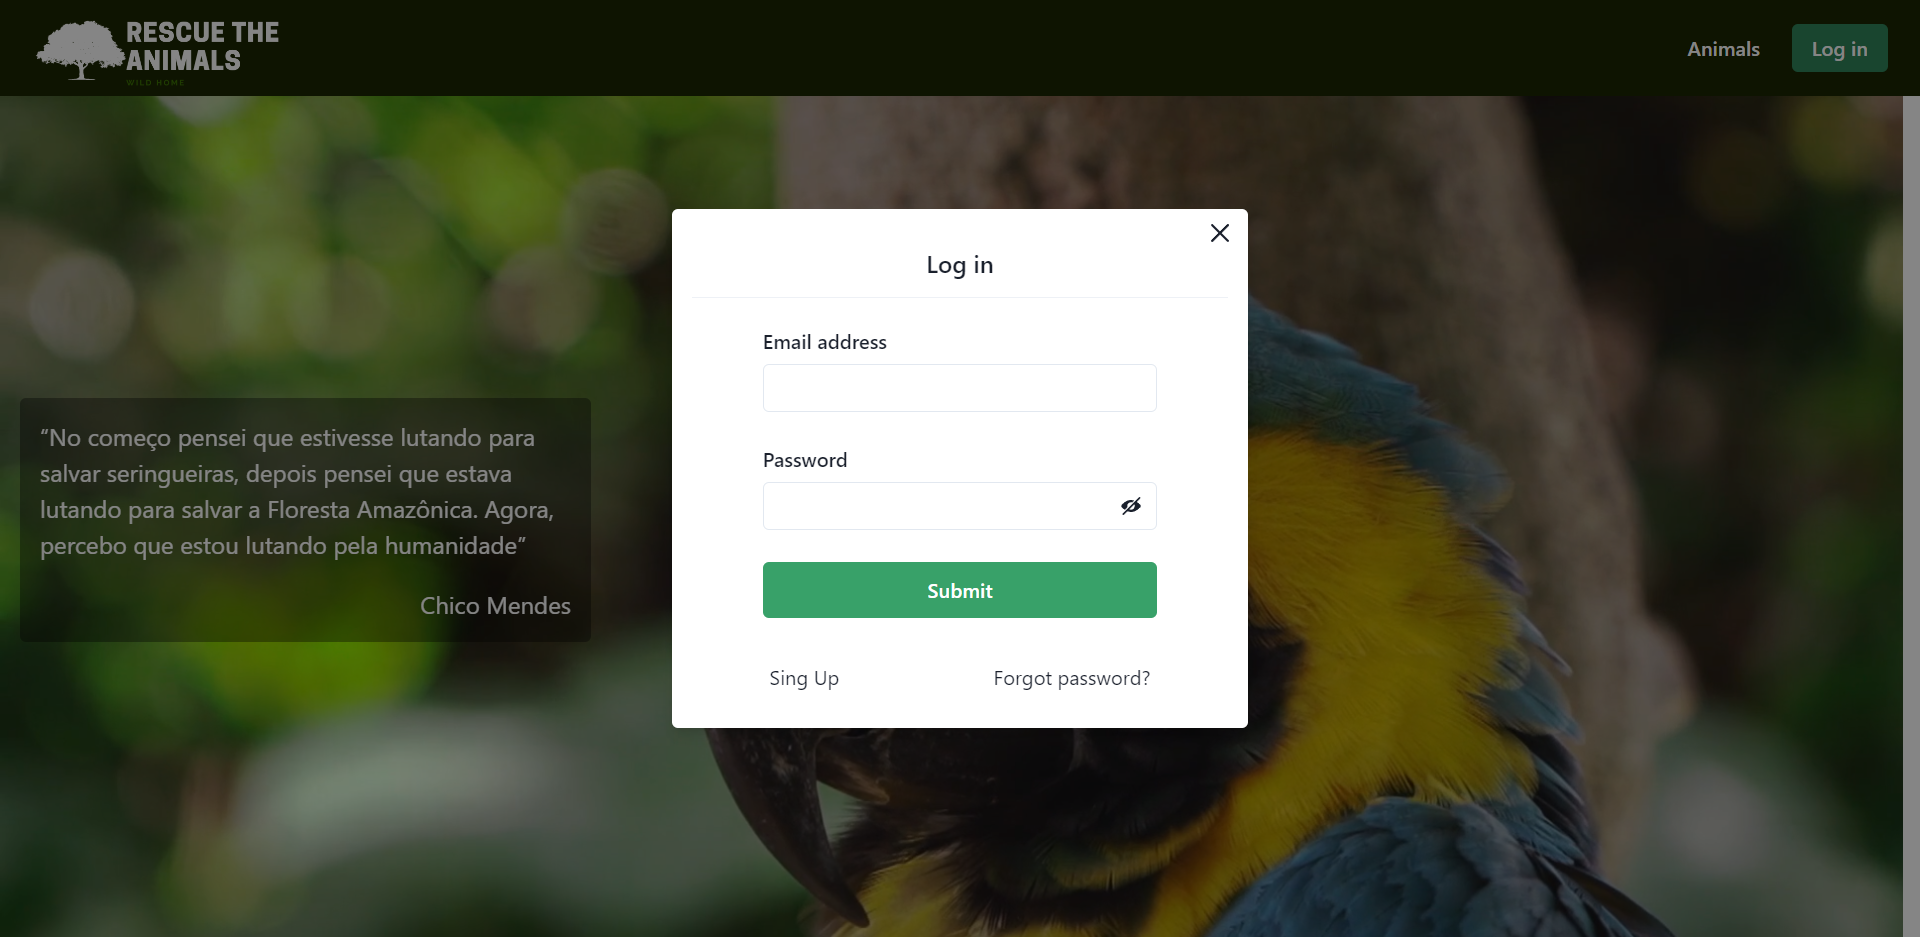 RESCUE THE
ANIMALS
WILD HOME
Animals
Log in
Log in
Email address
Password
Submit
Sing Up
Forgot password?
“No começo pensei que estivesse lutando para
salvar seringueiras, depois pensei que estava
lutando para salvar a Floresta Amazônica. Agora,
percebo que estou lutando pela humanidade”
Chico Mendes